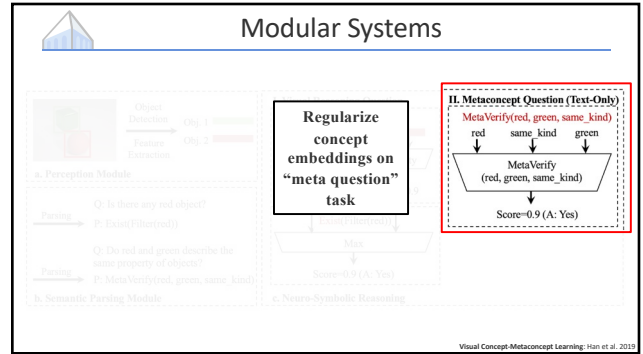 Modular Systems
Object
Detection
Obj. 1
Feature
Extraction
Obj. 2
a. Perception Module
Q: Is there any red object?
Parsing
P: Exist(Filter(red))
Q: Do red and green describe the
same property of objects?
Parsing
P: MetaVerify(red, green, same_kind)
b. Semantic Parsing Module
Regularize
concept
embeddings on
“meta question”
task
Exist(Filter(red))
Max
Score=0.9 (A: Yes)
c. Neuro-Symbolic Reasoning
II. Metaconcept Question (Text-Only)
MetaVerify(red, green, same_kind)
red same_kind green
MetaVerify
(red, green, same_kind)
Score=0.9 (A: Yes)
Visual Concept-Metaconcept Learning: Han et al. 2019